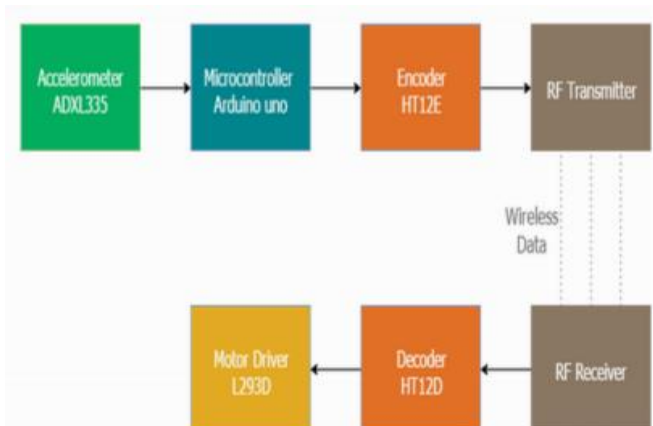 Accelerometer
ADXL335
Microcontroller
Arduino uno
Encoder
HT12E
RF Transmitter
Wireless
Data
Motor Driver
L293D
Decoder
HT12D
RF Receiver